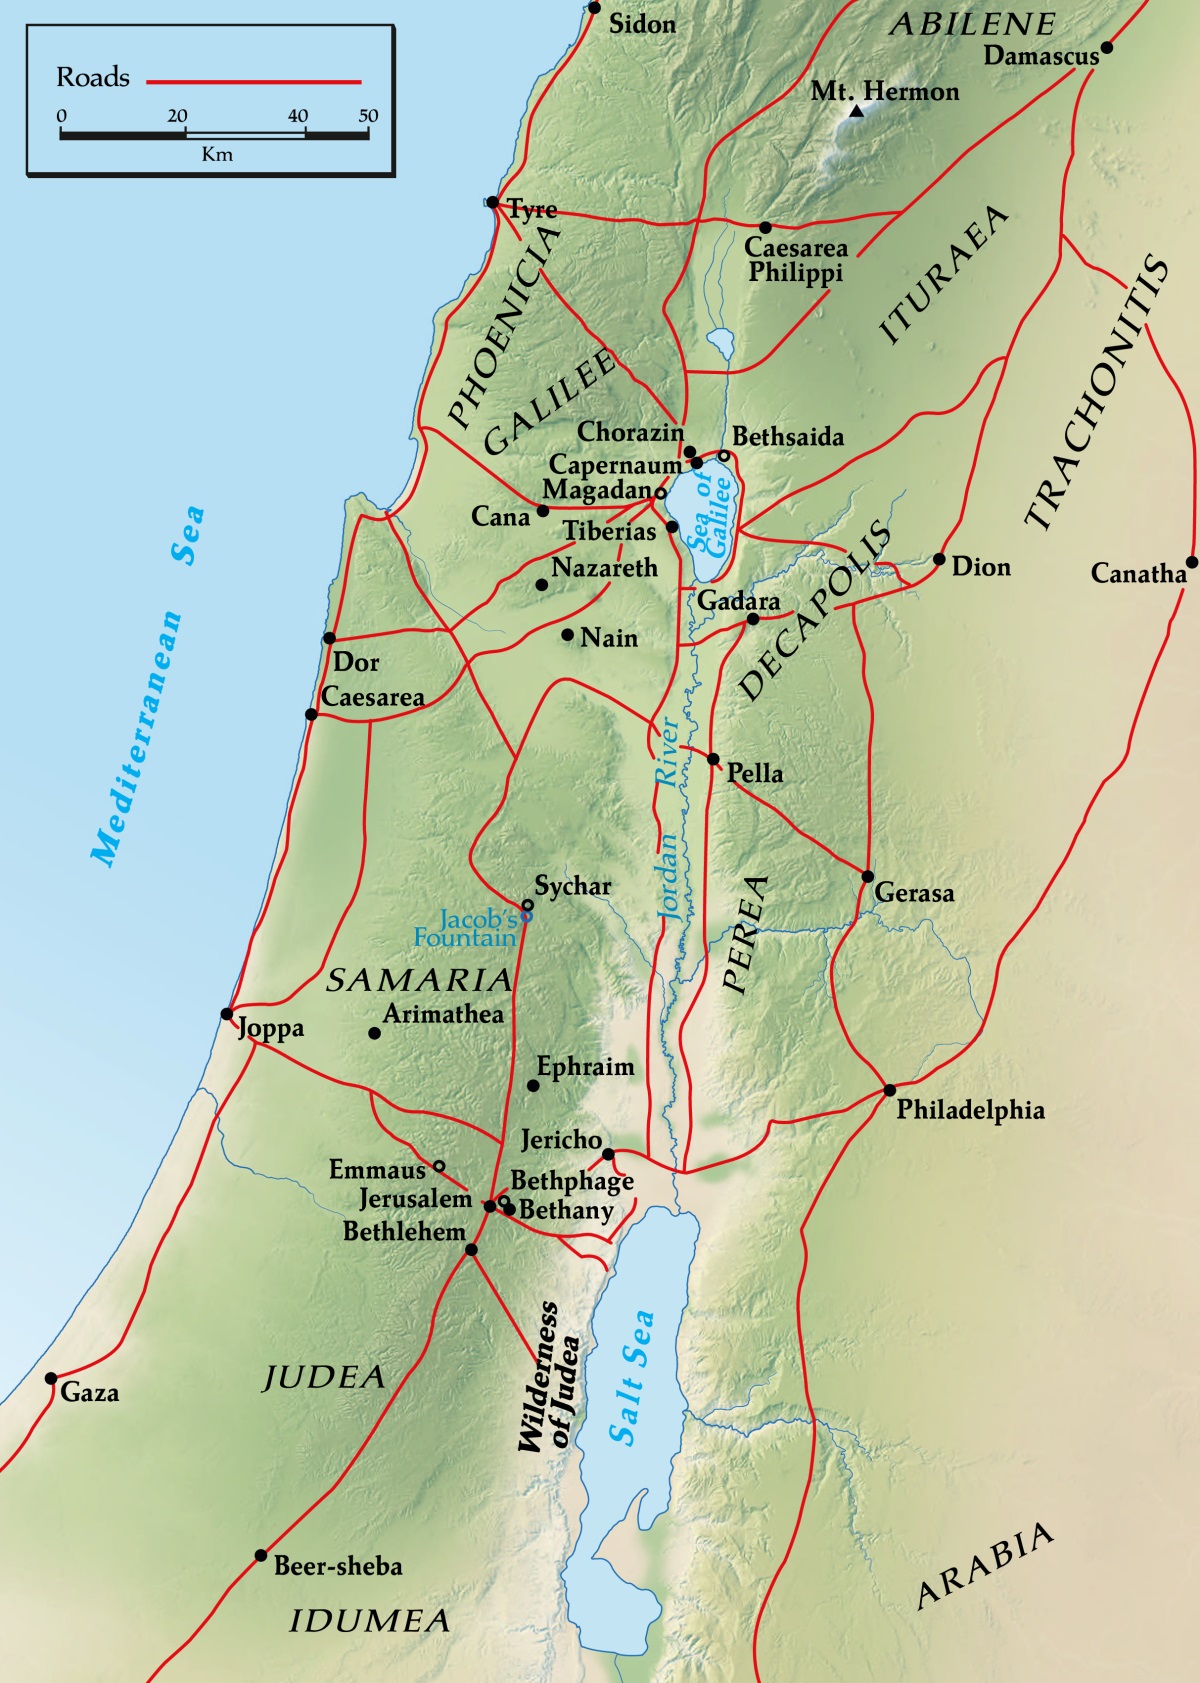 Sidon
ABILENE
Damascus
Roads
Mt. Hermon
0 20 40 50
Km
Tyre
Caesarea
Philippi
PHOENICIA
ITURAEA
TRACHONITIS
GALILEE
Chorazin
Bethsaida
Capernaum
Magadan
Sea of
Galilee
Cana
Tiberias
Mediterranean Sea
Nazareth
Dion
Canatha
Gadara
DECAPOLIS
Nain
Dor
Caesarea
Jordan River
Pella
Sychar
Gerasa
Jacob's
Fountain
PEREA
SAMARIA
Arimathea
Joppa
Ephraim
Philadelphia
Jericho
Emmaus
Bethphage
Jerusalem
Bethany
Bethlehem
Wilderness
of Judea
Salt Sea
JUDEA
Gaza
Beer-sheba
ARABIA
IDUMEA